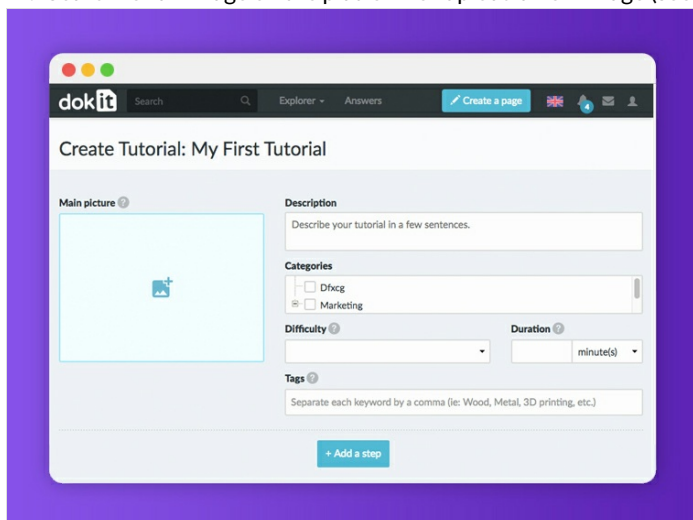 dokit
Search
Explorer
Answers
Create a page
4
Create Tutorial: My First Tutorial
Main picture ?
Description
Describe your tutorial in a few sentences.
Categories
Dfxcg
Marketing
Difficulty ?
Duration ?
minute(s)
Tags ?
Separate each keyword by a comma (ie: Wood, Metal, 3D printing, etc.)
+ Add a step